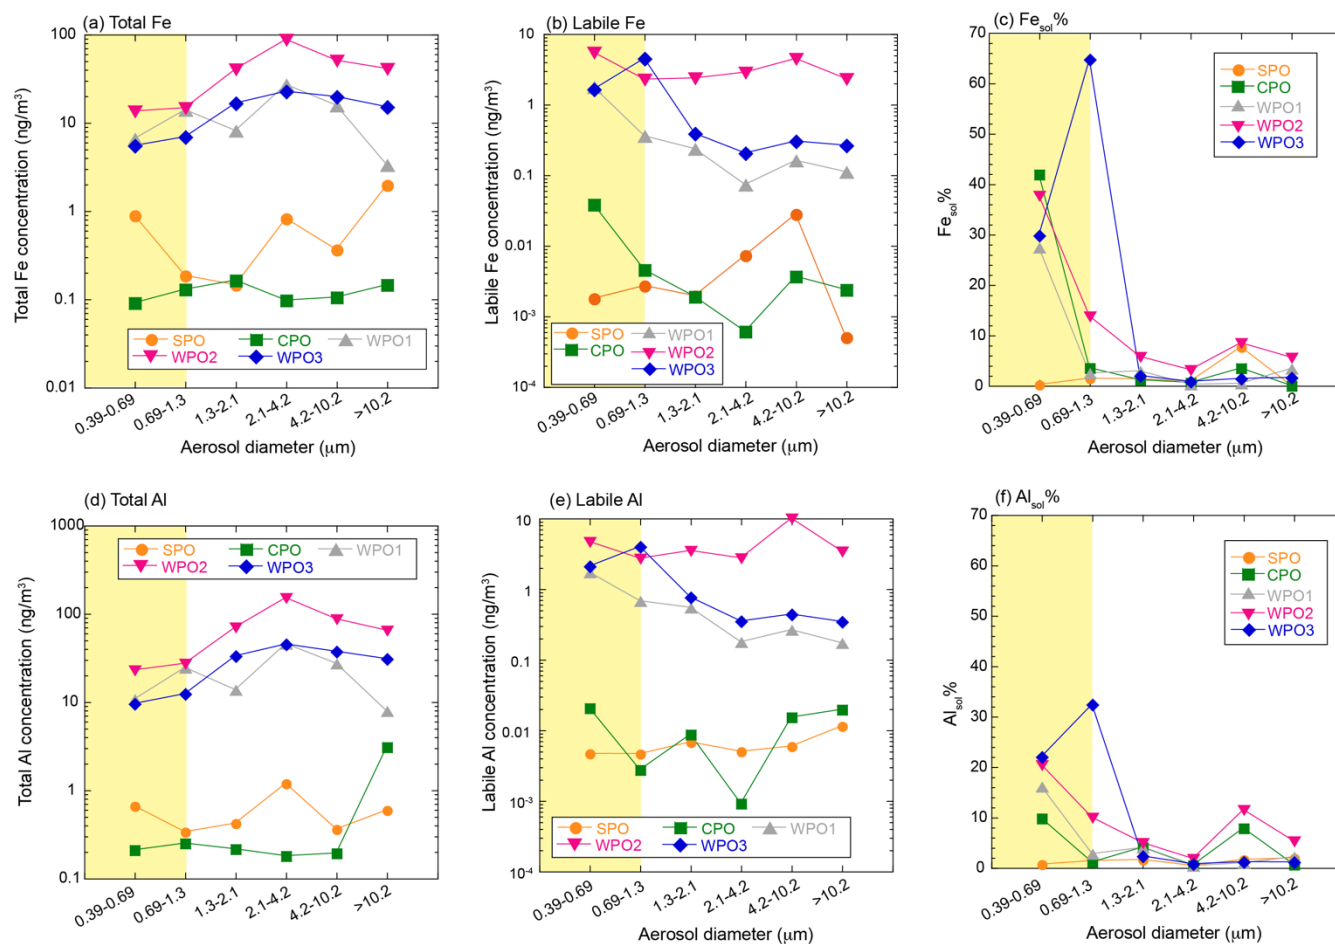 (a) Total Fe
100
10
1
0.1
0.01
Total Fe concentration (ng/m³)
SPO CPO WPO1
WPO2 WPO3
0.39-0.69 0.69-1.3 1.3-2.1 2.1-4.2 4.2-10.2 >10.2
Aerosol diameter (μm)
(b) Labile Fe
10
1
0.1
0.01
10⁻³
10⁻⁴
Labile Fe concentration (ng/m³)
SPO WPO1
CPO WPO2
WPO3
0.39-0.69 0.69-1.3 1.3-2.1 2.1-4.2 4.2-10.2 >10.2
Aerosol diameter (μm)
(c) Feₛₒₗ%
70
60
50
40
30
20
10
0
Feₛₒₗ%
SPO
CPO
WPO1
WPO2
WPO3
0.39-0.69 0.69-1.3 1.3-2.1 2.1-4.2 4.2-10.2 >10.2
Aerosol diameter (μm)
(d) Total Al
1000
100
10
1
0.1
Total Al concentration (ng/m³)
SPO CPO WPO1
WPO2 WPO3
0.39-0.69 0.69-1.3 1.3-2.1 2.1-4.2 4.2-10.2 >10.2
Aerosol diameter (μm)
(e) Labile Al
10
1
0.1
0.01
10⁻³
10⁻⁴
Labile Al concentration (ng/m³)
SPO CPO WPO1
WPO2 WPO3
0.39-0.69 0.69-1.3 1.3-2.1 2.1-4.2 4.2-10.2 >10.2
Aerosol diameter (μm)
(f) Alₛₒₗ%
70
60
50
40
30
20
10
0
Alₛₒₗ%
SPO
CPO
WPO1
WPO2
WPO3
0.39-0.69 0.69-1.3 1.3-2.1 2.1-4.2 4.2-10.2 >10.2
Aerosol diameter (μm)